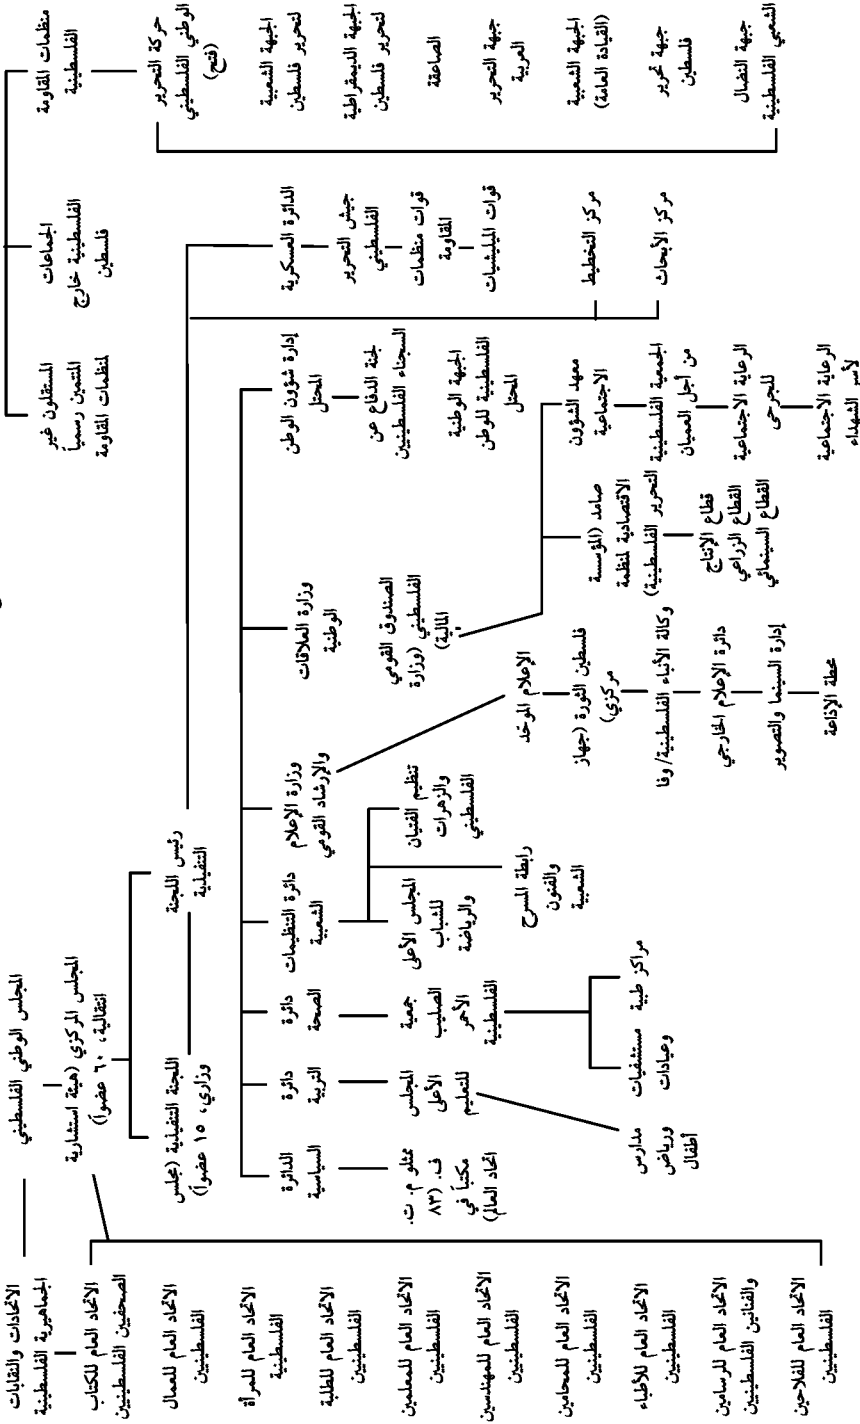 المجلس الوطني الفلسطيني
المجلس المركزي (هيئة استشارية
انتقالية، ٦٠ عضواً)
رئيس اللجنة
التنفيذية
اللجنة التنفيذية (مجلس
وزاري، ١٥ عضواً)
منظمات المقاومة
الفلسطينية
الجماعات
الفلسطينية خارج
فلسطين
المستقلون غير
المنتمين رسمياً
لمنظمات المقاومة
حركة التحرير
الوطني الفلسطيني
(فتح)
الجبهة الشعبية
لتحرير فلسطين
الجبهة الديمقراطية
لتحرير فلسطين
الصاعقة
جبهة التحرير
العربية
الجبهة الشعبية
(القيادة العامة)
جبهة تحرير
فلسطين
جبهة النضال
الشعبي الفلسطينية
الدائرة العسكرية
جيش التحرير
الفلسطيني
قوات منظمات
المقاومة
قوات الميليشيات
مركز التخطيط
مركز الأبحاث
إدارة شؤون الوطن
المحتل
لجنة الدفاع عن
السجناء الفلسطينيين
الجبهة الوطنية
الفلسطينية للوطن
المحتل
وزارة العلاقات
الوطنية
الصندوق القومي
الفلسطيني (وزارة
المالية)
معهد الشؤون
الاجتماعية
الجمعية الفلسطينية
من أجل العميان
الرعاية الاجتماعية
للجرحى
الرعاية الاجتماعية
لأسر الشهداء
صامد (المؤسسة
الاقتصادية لمنظمة
التحرير الفلسطينية)
قطاع الإنتاج
القطاع الزراعي
القطاع السينمائي
وزارة الإعلام
والإرشاد القومي
الإعلام الموحّد
فلسطين الثورة (جهاز
مركزي)
وكالة الأنباء الفلسطينية/ وفا
دائرة الإعلام الخارجي
إدارة السينما والتصوير
محطة الإذاعة
دائرة التنظيمات
الشعبية
تنظيم الفتيان
والزهرات
الفلسطيني
رابطة المسرح
والفنون
الشعبية
المجلس الأعلى
للشباب
والرياضة
دائرة
الصحة
جمعية
الصليب
الأحمر
الفلسطينية
مراكز طبية
مستشفيات
وعيادات
دائرة
التربية
المجلس
الأعلى
للتعليم
مدارس
ورياض
أطفال
الدائرة
السياسية
ممثلو م. ت.
ف. (٨٣
مكتباً في
اتحاد العالم)
الاتحادات والنقابات
الجماهيرية الفلسطينية
الاتحاد العام للكتاب
الصحفيين الفلسطينيين
الاتحاد العام للعمال
الفلسطينيين
الاتحاد العام للمرأة
الفلسطينية
الاتحاد العام للطلبة
الفلسطينيين
الاتحاد العام للمعلمين
الفلسطينيين
الاتحاد العام للمهندسين
الفلسطينيين
الاتحاد العام للمحامين
الفلسطينيين
الاتحاد العام للأطباء
الفلسطينيين
الاتحاد العام للرسامين
والفنانين الفلسطينيين
الاتحاد العام للفلاحين
الفلسطينيين